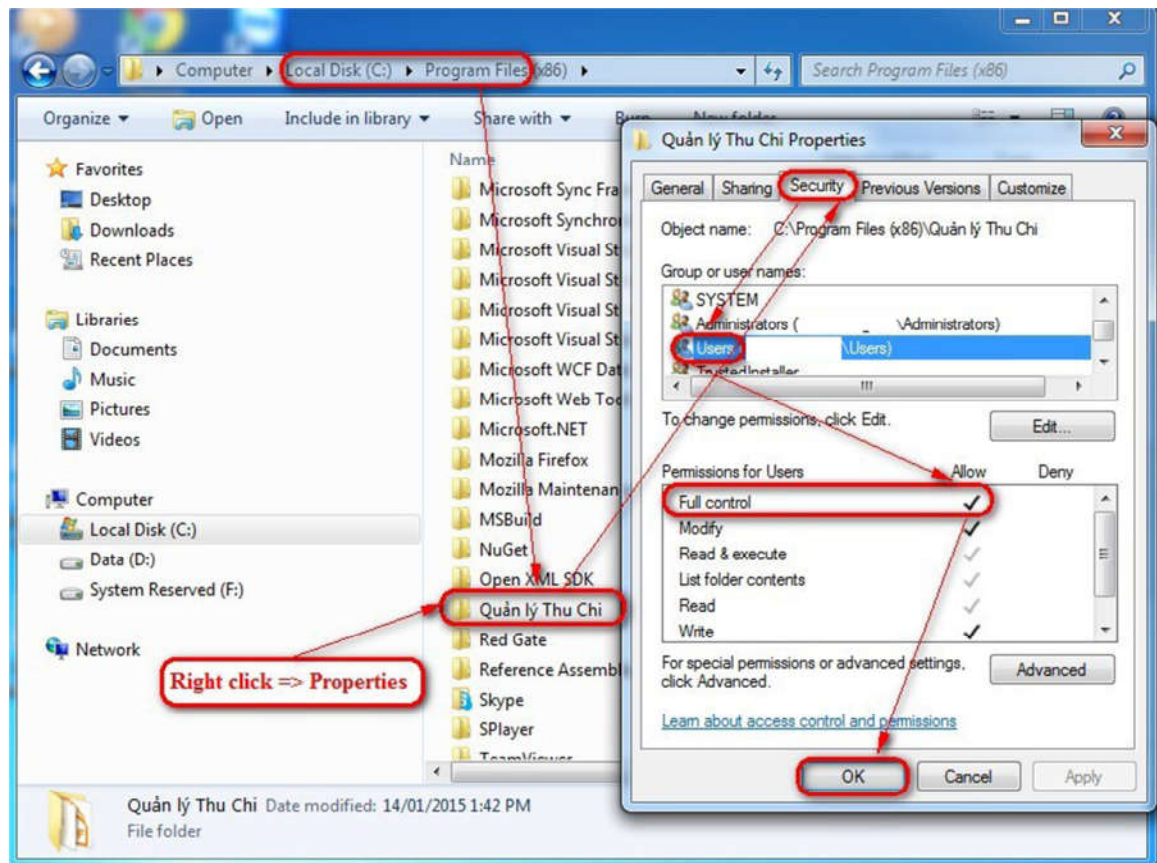 Computer ▸ Local Disk (C:) ▸ Program Files (x86) ▸
Search Program Files (x86)
Organize
Open
Include in library
Share with
Burn
New folder
Favorites
Desktop
Downloads
Recent Places
Libraries
Documents
Music
Pictures
Videos
Computer
Local Disk (C:)
Data (D:)
System Reserved (F:)
Network
Right click => Properties
Name
Microsoft Sync Fra
Microsoft Synchro
Microsoft Visual St
Microsoft Visual St
Microsoft Visual St
Microsoft Visual St
Microsoft WCF Dat
Microsoft Web Too
Microsoft.NET
Mozilla Firefox
Mozilla Maintenan
MSBuild
NuGet
Open XML SDK
Quản lý Thu Chi
Red Gate
Reference Assembl
Skype
SPlayer
TeamViewer
Quản lý Thu Chi Properties
General
Sharing
Security
Previous Versions
Customize
Object name: C:\Program Files (x86)\Quản lý Thu Chi
Group or user names:
SYSTEM
Administrators ( _ \Administrators)
Users \Users)
TrustedInstaller
To change permissions, click Edit.
Edit...
Permissions for Users Allow Deny
Full control
Modify
Read & execute
List folder contents
Read
Write
For special permissions or advanced settings,
click Advanced.
Advanced
Learn about access control and permissions
OK
Cancel
Apply
Quản lý Thu Chi Date modified: 14/01/2015 1:42 PM
File folder